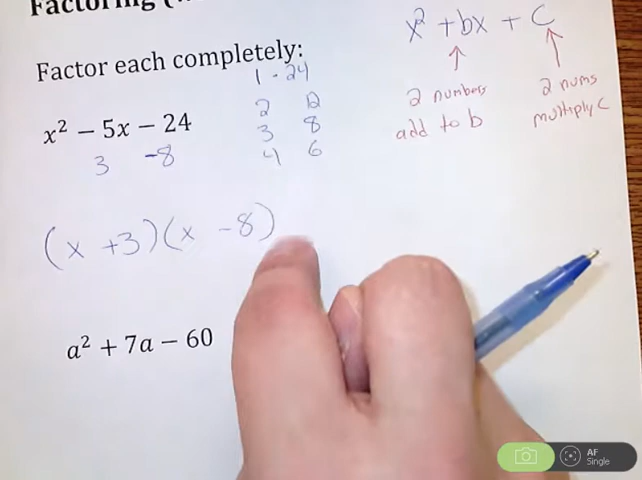 Factoring
x² + bx + C
Factor each completely:
1 - 24
2 numbers
add to b
2 nums
multiply C
x² − 5x − 24
2 12
3 8
4 6
3 -8
(x +3)(x -8)
a² + 7a − 60
AF
Single